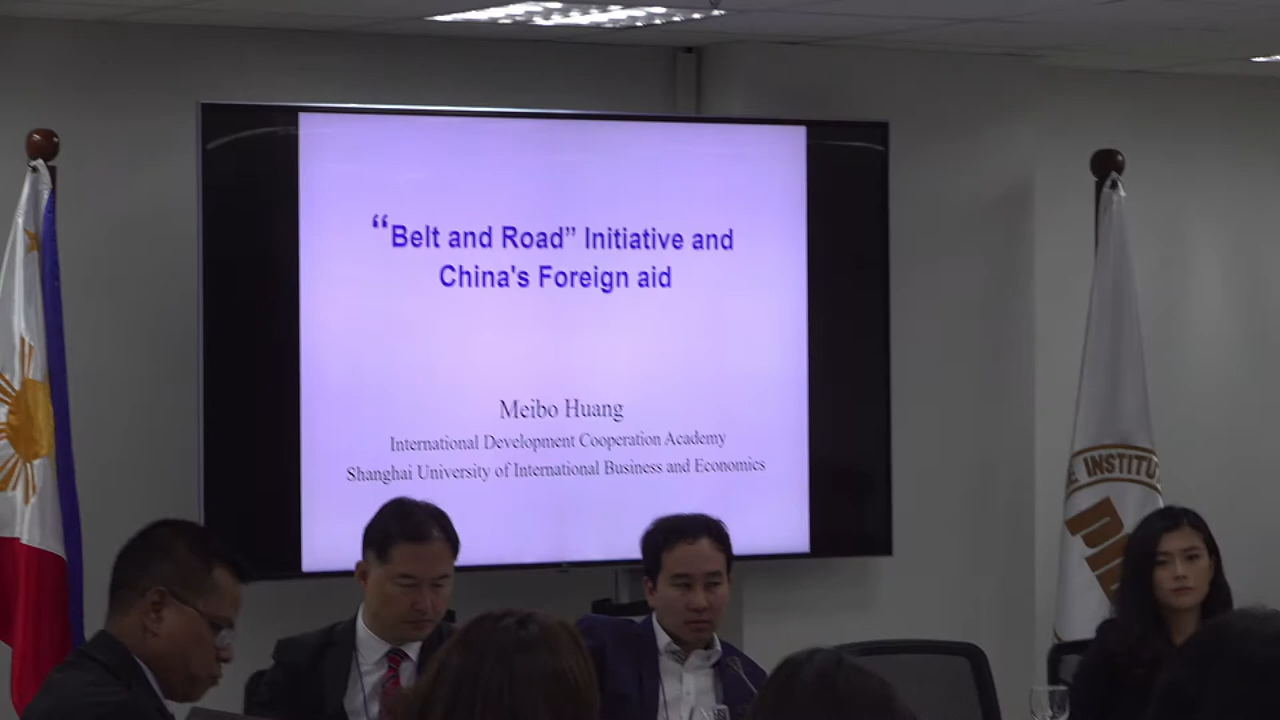 “Belt and Road” Initiative and
China's Foreign aid
Meibo Huang
International Development Cooperation Academy
Shanghai University of International Business and Economics
INSTITU